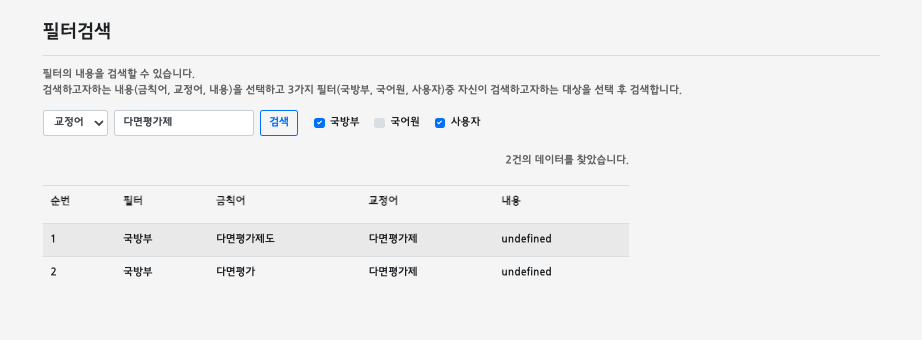 필터검색
필터의 내용을 검색할 수 있습니다.
검색하고자하는 내용(금칙어, 교정어, 내용)을 선택하고 3가지 필터(국방부, 국어원, 사용자)중 자신이 검색하고자하는 대상을 선택 후 검색합니다.
교정어 다면평가제 검색 국방부 국어원 사용자
2건의 데이터를 찾았습니다.
순번 필터 금칙어 교정어 내용
1 국방부 다면평가제도 다면평가제 undefined
2 국방부 다면평가 다면평가제 undefined